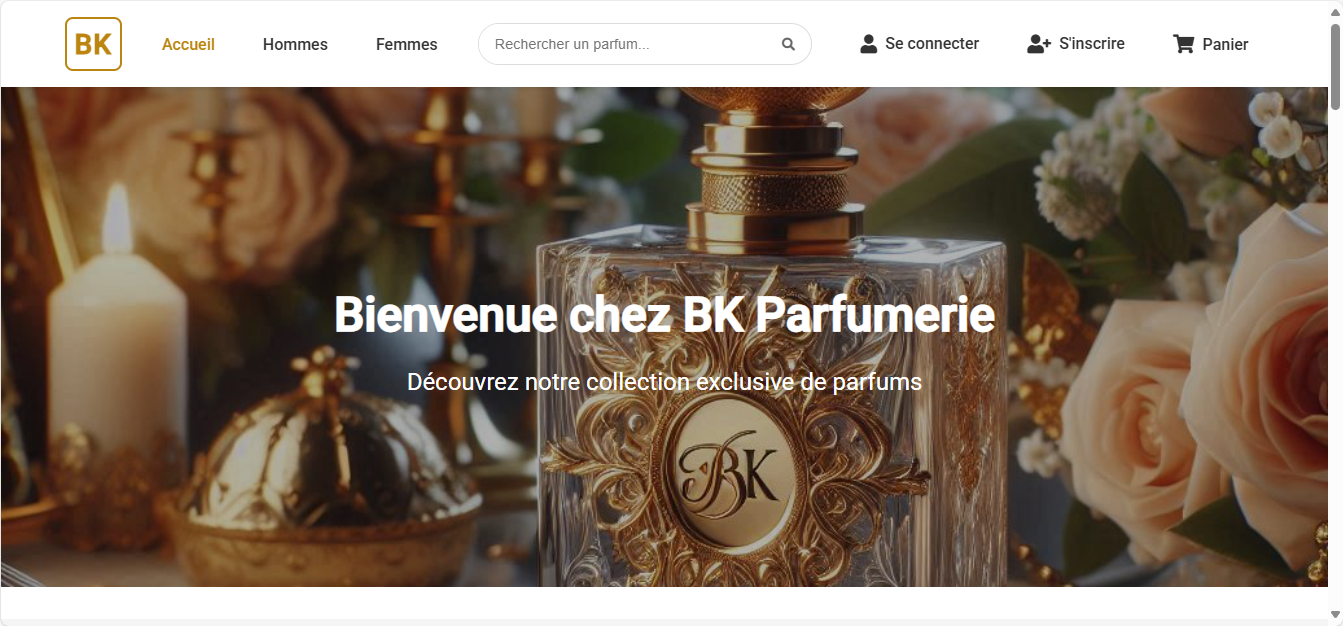 BK
Accueil
Hommes
Femmes
Rechercher un parfum...
Se connecter
S'inscrire
Panier
Bienvenue chez BK Parfumerie
Découvrez notre collection exclusive de parfums
BK